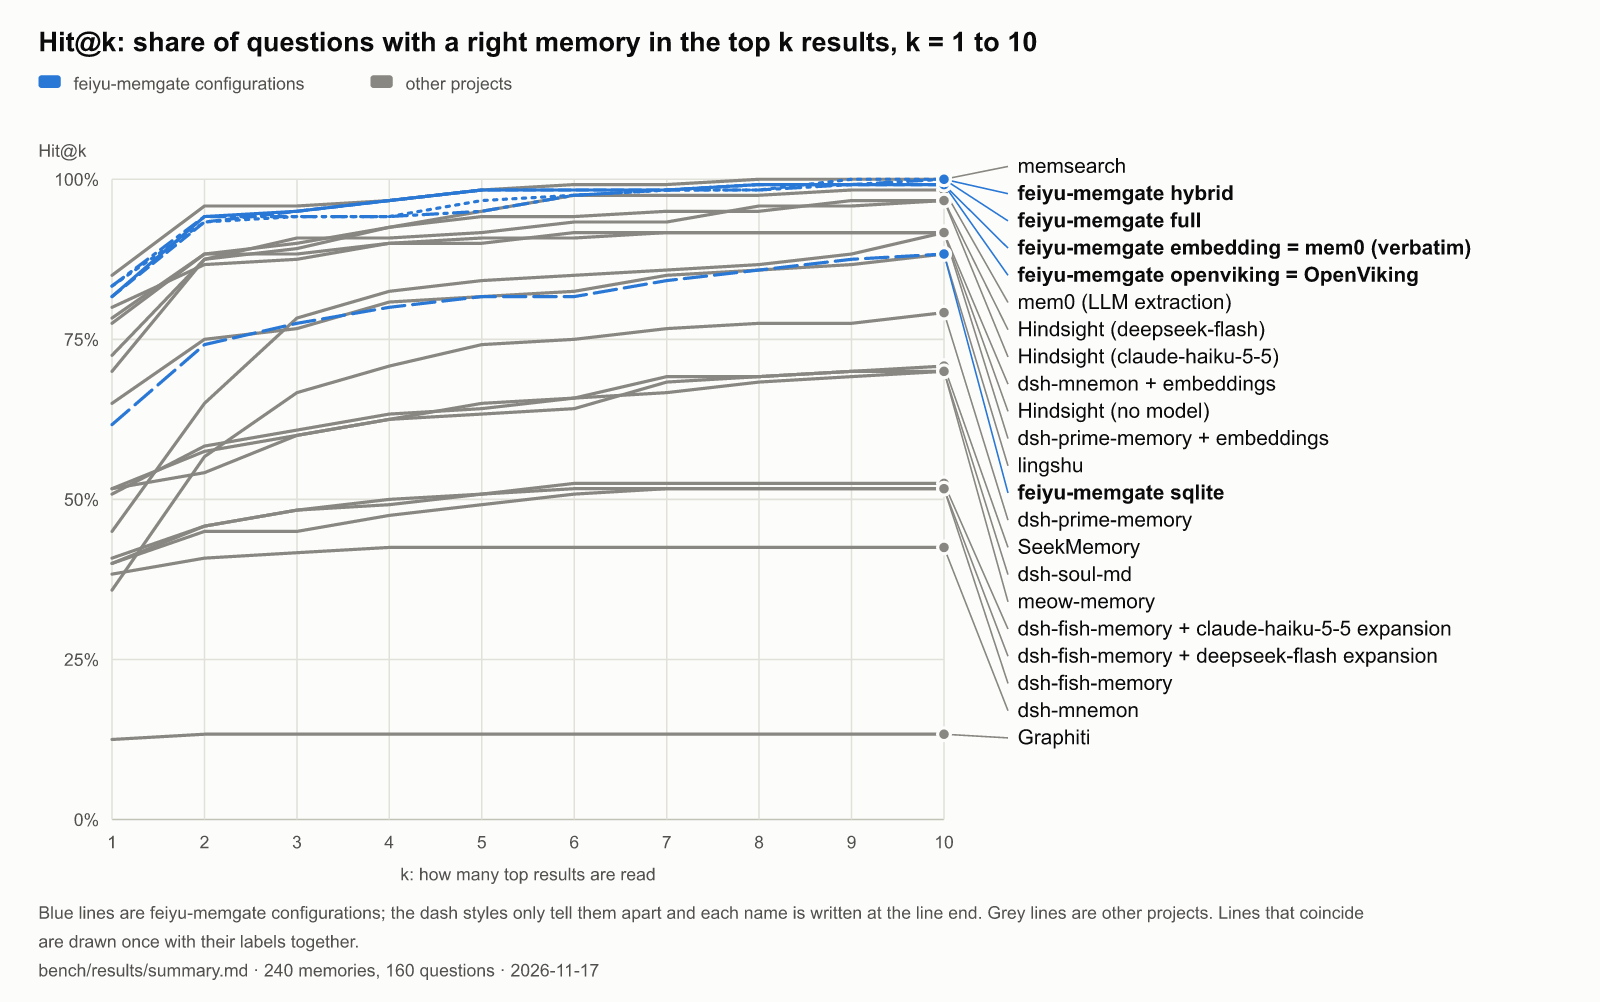 Hit@k: share of questions with a right memory in the top k results, k = 1 to 10
feiyu-memgate configurations
other projects
Hit@k
100%
75%
50%
25%
0%
1 2 3 4 5 6 7 8 9 10
k: how many top results are read
memsearch
feiyu-memgate hybrid
feiyu-memgate full
feiyu-memgate embedding = mem0 (verbatim)
feiyu-memgate openviking = OpenViking
mem0 (LLM extraction)
Hindsight (deepseek-flash)
Hindsight (claude-haiku-5-5)
dsh-mnemon + embeddings
Hindsight (no model)
dsh-prime-memory + embeddings
lingshu
feiyu-memgate sqlite
dsh-prime-memory
SeekMemory
dsh-soul-md
meow-memory
dsh-fish-memory + claude-haiku-5-5 expansion
dsh-fish-memory + deepseek-flash expansion
dsh-fish-memory
dsh-mnemon
Graphiti
Blue lines are feiyu-memgate configurations; the dash styles only tell them apart and each name is written at the line end. Grey lines are other projects. Lines that coincide
are drawn once with their labels together.
bench/results/summary.md · 240 memories, 160 questions · 2026-11-17